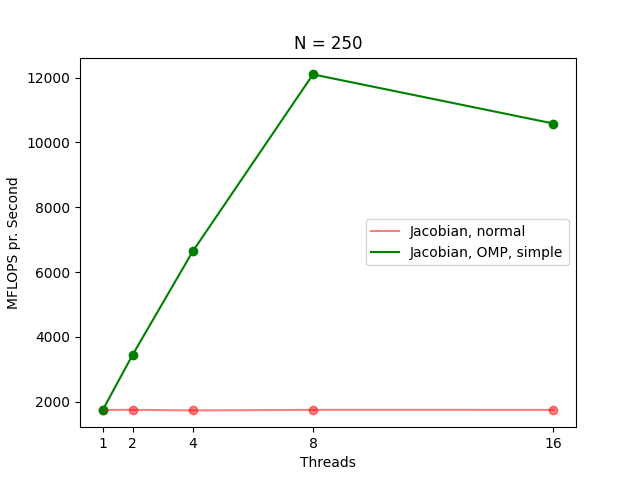 N = 250
MFLOPS pr. Second
12000
10000
8000
6000
4000
2000
Jacobian, normal
Jacobian, OMP, simple
1 2 4 8 16
Threads